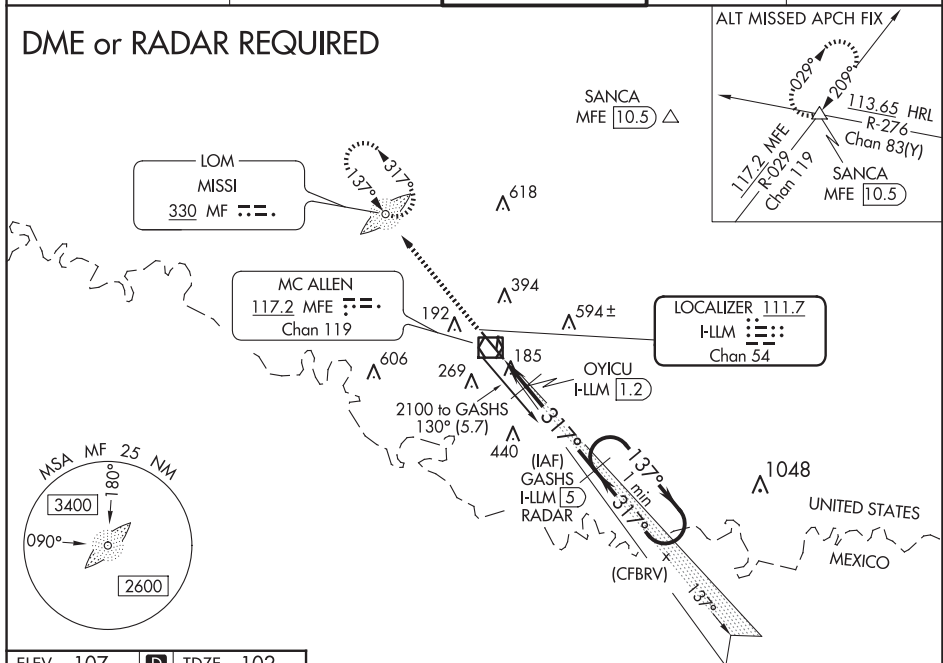 DME or RADAR REQUIRED
ALT MISSED APCH FIX
029°
209°
113.65 HRL
R-276
Chan 83(Y)
117.2 MFE
R-029
Chan 119
SANCA
MFE 10.5
SANCA
MFE 10.5
LOM
MISSI
330 MF
137°
317°
618
MC ALLEN
117.2 MFE
Chan 119
192
394
594±
LOCALIZER 111.7
I-LLM
Chan 54
606
269
185
OYICU
I-LLM 1.2
2100 to GASHS
130° (5.7)
440
317°
(IAF)
GASHS
I-LLM 5
RADAR
137°
1 min
317°
1048
UNITED STATES
MEXICO
(CFBRV)
137°
MSA MF 25 NM
180°
3400
090°
2600
ELEV 107 D TDZE 102